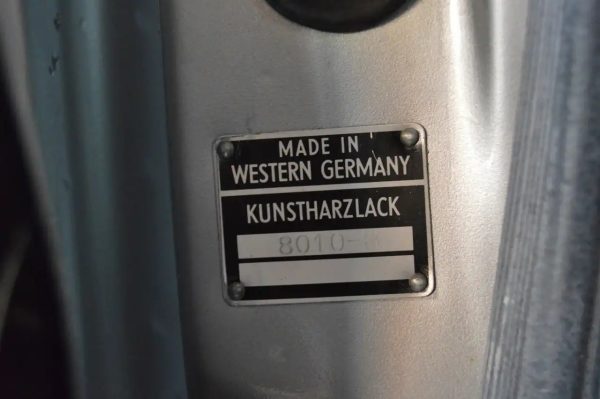 MADE IN
WESTERN GERMANY
KUNSTHARZLACK
8010-